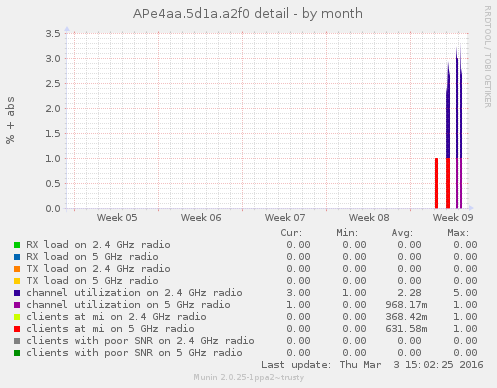 APe4aa.5d1a.a2f0 detail - by month
RRDTOOL / TOBI OETIKER
% + abs
3.5
3.0
2.5
2.0
1.5
1.0
0.5
0.0
Week 05 Week 06 Week 07 Week 08 Week 09
Cur: Min: Avg: Max:
RX load on 2.4 GHz radio 0.00 0.00 0.00 0.00
RX load on 5 GHz radio 0.00 0.00 0.00 0.00
TX load on 2.4 GHz radio 0.00 0.00 0.00 0.00
TX load on 5 GHz radio 0.00 0.00 0.00 0.00
channel utilization on 2.4 GHz radio 3.00 1.00 2.28 5.00
channel utilization on 5 GHz radio 1.00 0.00 968.17m 1.00
clients at mi on 2.4 GHz radio 0.00 0.00 368.42m 1.00
clients at mi on 5 GHz radio 0.00 0.00 631.58m 1.00
clients with poor SNR on 2.4 GHz radio 0.00 0.00 0.00 0.00
clients with poor SNR on 5 GHz radio 0.00 0.00 0.00 0.00
Last update: Thu Mar 3 15:02:25 2016
Munin 2.0.25-1ppa2~trusty